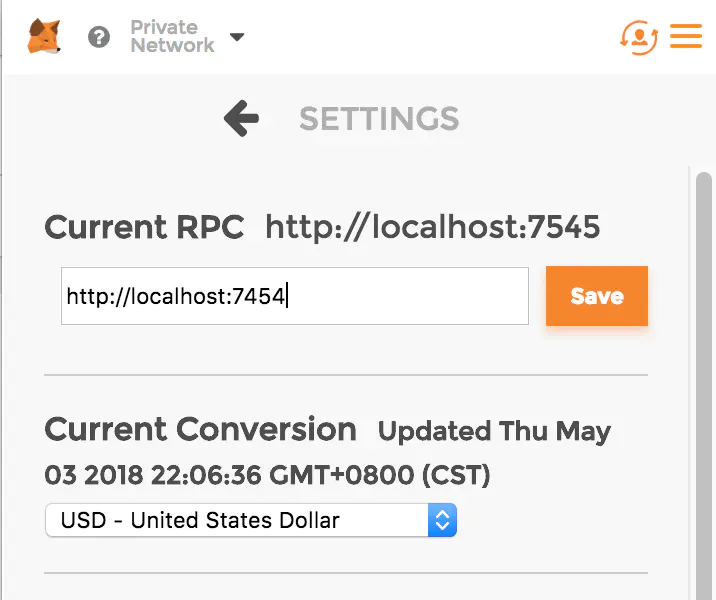 ?
Private
Network
SETTINGS
Current RPC http://localhost:7545
http://localhost:7454
Save
Current Conversion Updated Thu May
03 2018 22:06:36 GMT+0800 (CST)
USD - United States Dollar